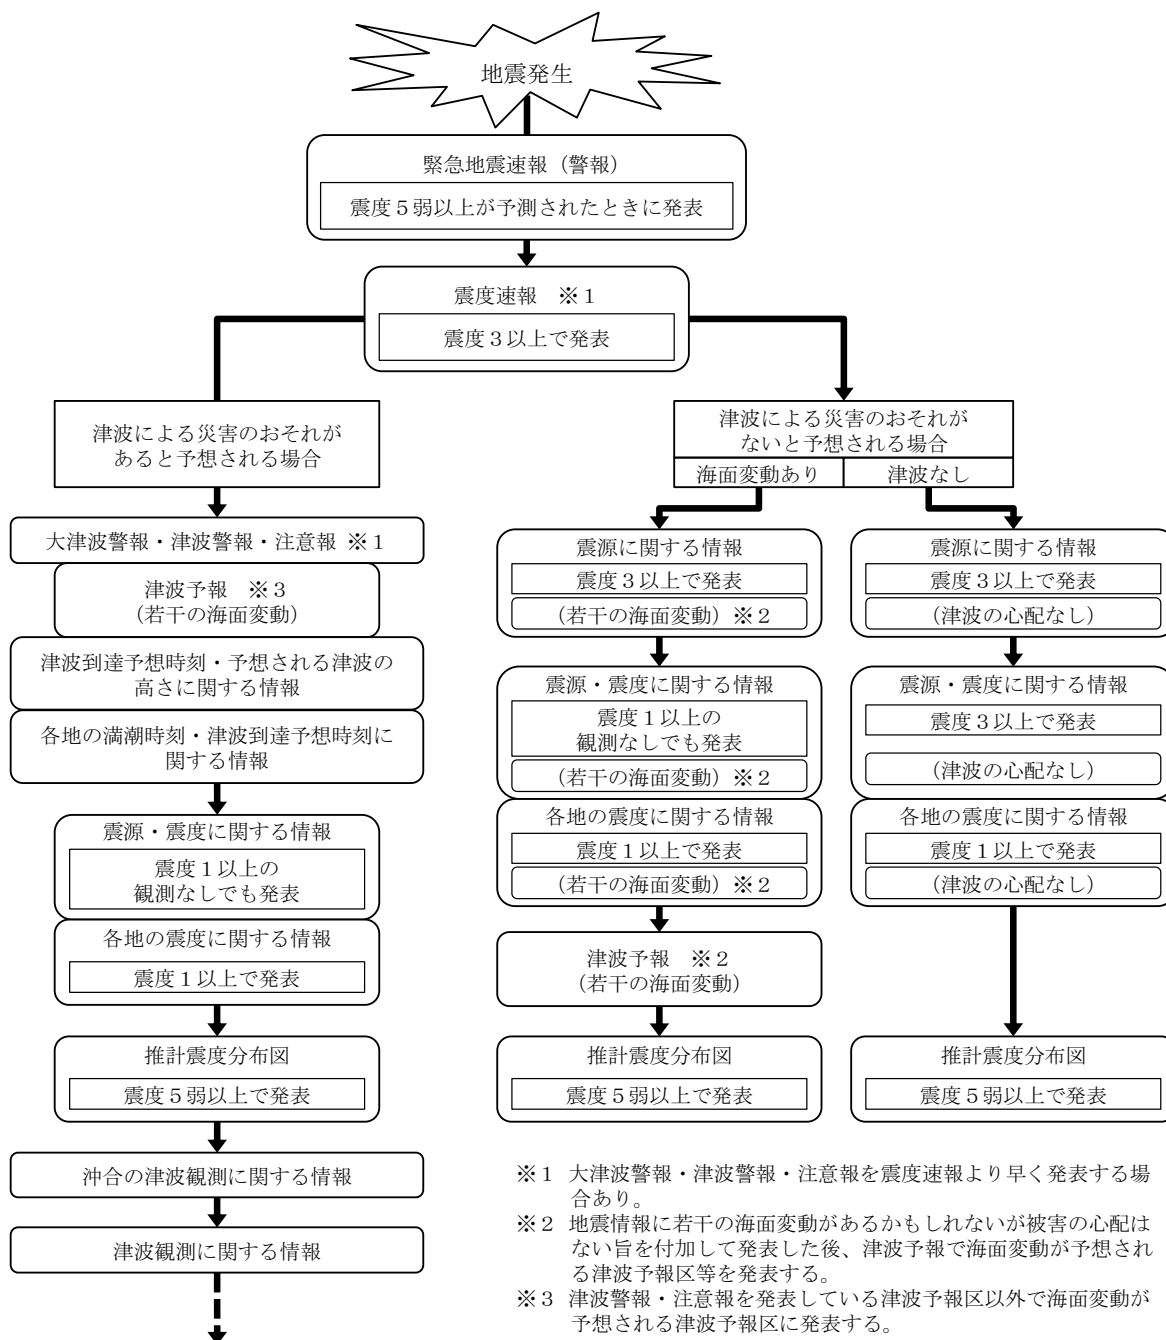 地震発生
緊急地震速報（警報）
震度５弱以上が予測されたときに発表
震度速報　※１
震度３以上で発表
津波による災害のおそれが
あると予想される場合
大津波警報・津波警報・注意報 ※１
津波予報　※３
（若干の海面変動）
津波到達予想時刻・予想される津波の
高さに関する情報
各地の満潮時刻・津波到達予想時刻に
関する情報
震源・震度に関する情報
震度１以上の
観測なしでも発表
各地の震度に関する情報
震度１以上で発表
推計震度分布図
震度５弱以上で発表
沖合の津波観測に関する情報
津波観測に関する情報
津波による災害のおそれが
ないと予想される場合
海面変動あり
津波なし
震源に関する情報
震度３以上で発表
（若干の海面変動）※２
震源・震度に関する情報
震度１以上の
観測なしでも発表
（若干の海面変動）※２
各地の震度に関する情報
震度１以上で発表
（若干の海面変動）※２
津波予報　※２
（若干の海面変動）
推計震度分布図
震度５弱以上で発表
震源に関する情報
震度３以上で発表
（津波の心配なし）
震源・震度に関する情報
震度３以上で発表
（津波の心配なし）
各地の震度に関する情報
震度１以上で発表
（津波の心配なし）
推計震度分布図
震度５弱以上で発表
※１　大津波警報・津波警報・注意報を震度速報より早く発表する場
合あり。
※２　地震情報に若干の海面変動があるかもしれないが被害の心配は
ない旨を付加して発表した後、津波予報で海面変動が予想され
る津波予報区等を発表する。
※３　津波警報・注意報を発表している津波予報区以外で海面変動が
予想される津波予報区に発表する。